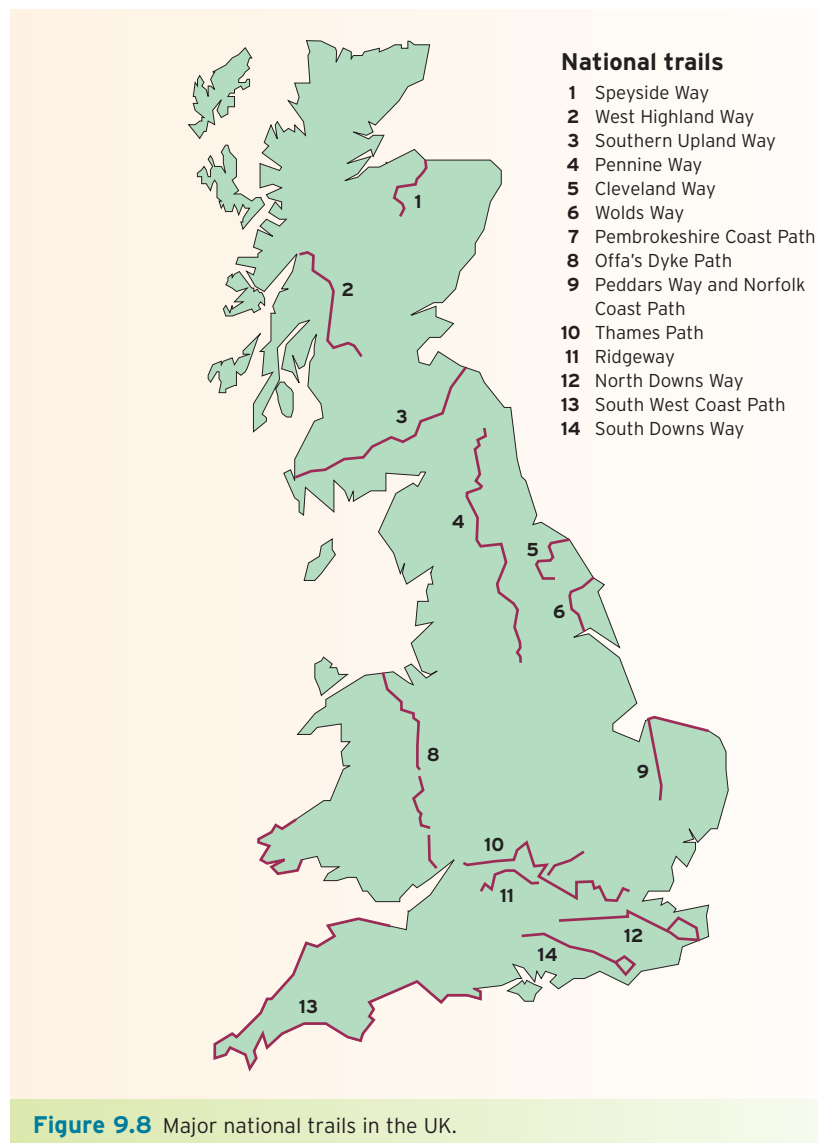 National trails
1 Speyside Way
2 West Highland Way
3 Southern Upland Way
4 Pennine Way
5 Cleveland Way
6 Wolds Way
7 Pembrokeshire Coast Path
8 Offa's Dyke Path
9 Peddars Way and Norfolk
Coast Path
10 Thames Path
11 Ridgeway
12 North Downs Way
13 South West Coast Path
14 South Downs Way
1
2
3
4
5
6
8
9
10
11
12
14
13
Figure 9.8 Major national trails in the UK.